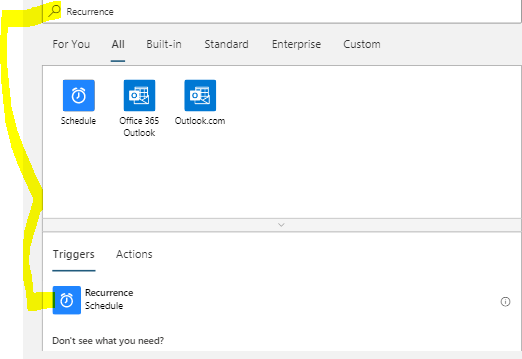 Recurrence
For You All Built-in Standard Enterprise Custom
Schedule Office 365 Outlook.com
Outlook
Triggers Actions
Recurrence
Schedule
Don't see what you need?